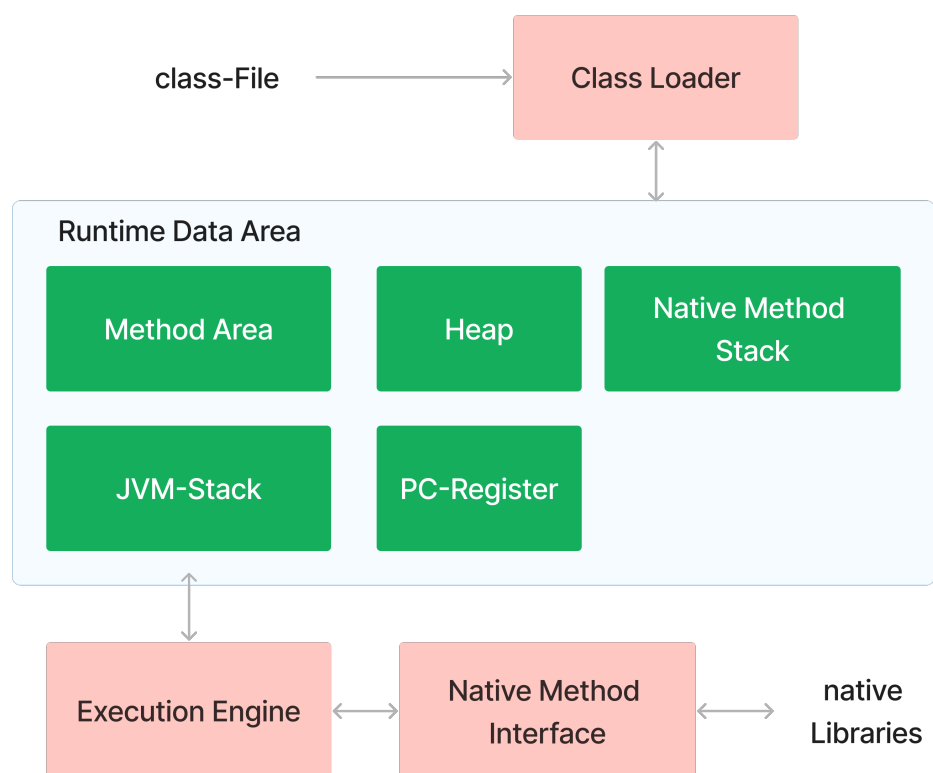 class-File
Class Loader
Runtime Data Area
Method Area
Heap
Native Method
Stack
JVM-Stack
PC-Register
Execution Engine
Native Method
Interface
native
Libraries